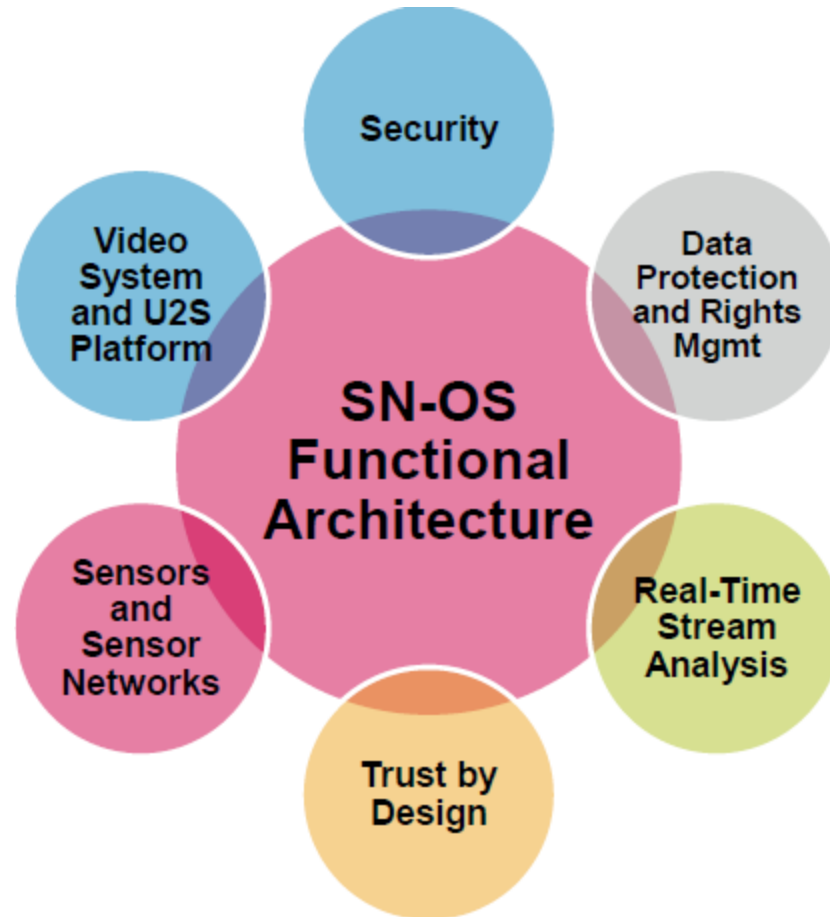 Security
Video
System
and U2S
Platform
Data
Protection
and Rights
Mgmt
SN-OS
Functional
Architecture
Sensors
and
Sensor
Networks
Real-Time
Stream
Analysis
Trust by
Design